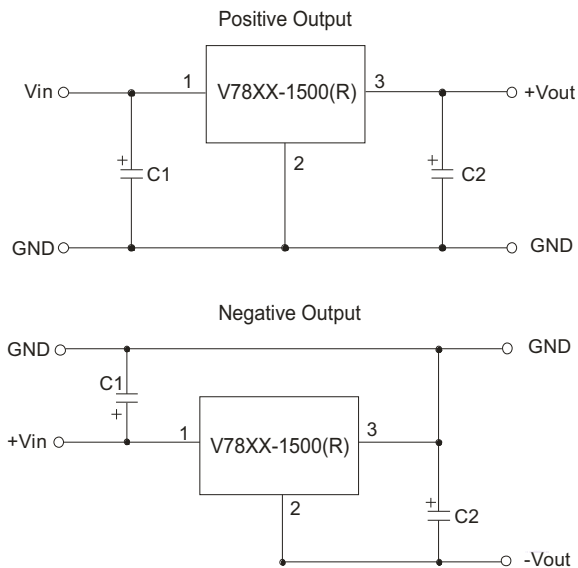 Positive Output
Vin 1 V78XX-1500(R) 3 +Vout
+ C1 2 + C2
GND GND
Negative Output
GND GND
C1
+
+Vin 1 V78XX-1500(R) 3
2 + C2
-Vout